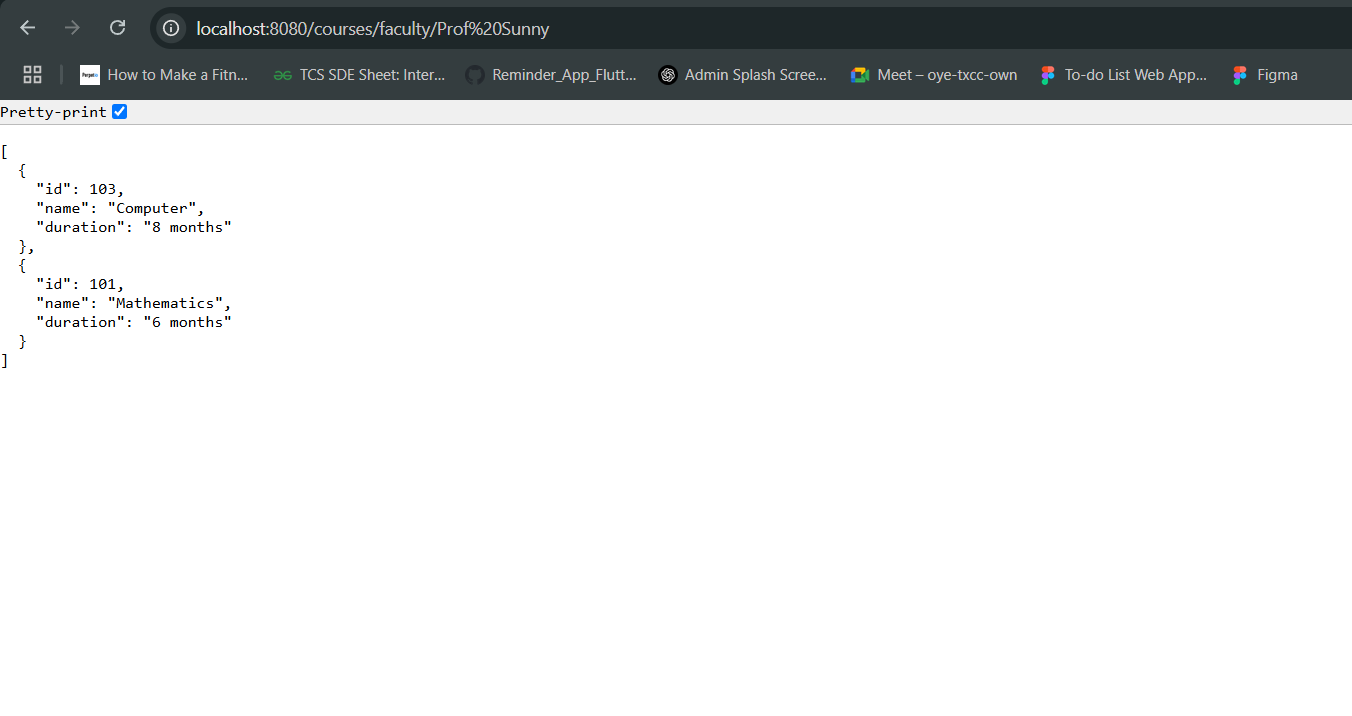 localhost:8080/courses/faculty/Prof%20Sunny
Perpetio How to Make a Fitn... TCS SDE Sheet: Inter... Reminder_App_Flutt... Admin Splash Scree... Meet – oye-txcc-own To-do List Web App... Figma
Pretty-print
[
  {
    "id": 103,
    "name": "Computer",
    "duration": "8 months"
  },
  {
    "id": 101,
    "name": "Mathematics",
    "duration": "6 months"
  }
]